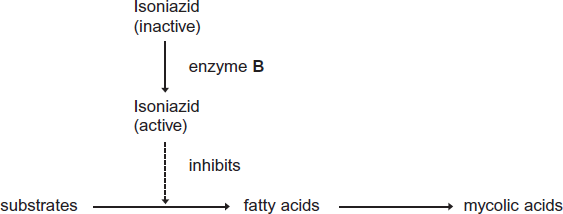 Isoniazid
(inactive)
enzyme B
Isoniazid
(active)
inhibits
substrates fatty acids mycolic acids